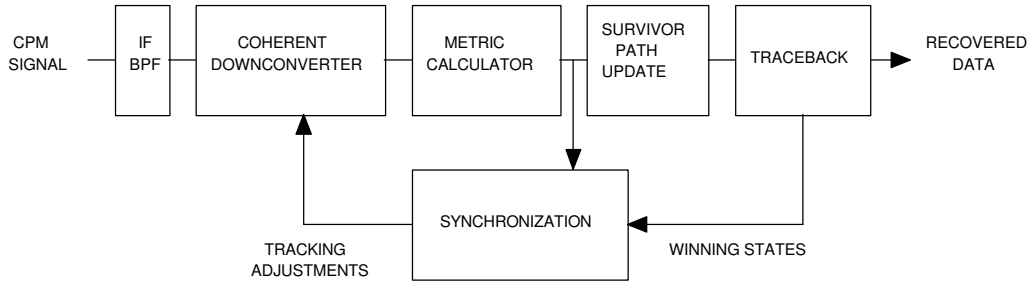 CPM
SIGNAL
IF
BPF
COHERENT
DOWNCONVERTER
METRIC
CALCULATOR
SURVIVOR
PATH
UPDATE
TRACEBACK
RECOVERED
DATA
SYNCHRONIZATION
TRACKING
ADJUSTMENTS
WINNING STATES